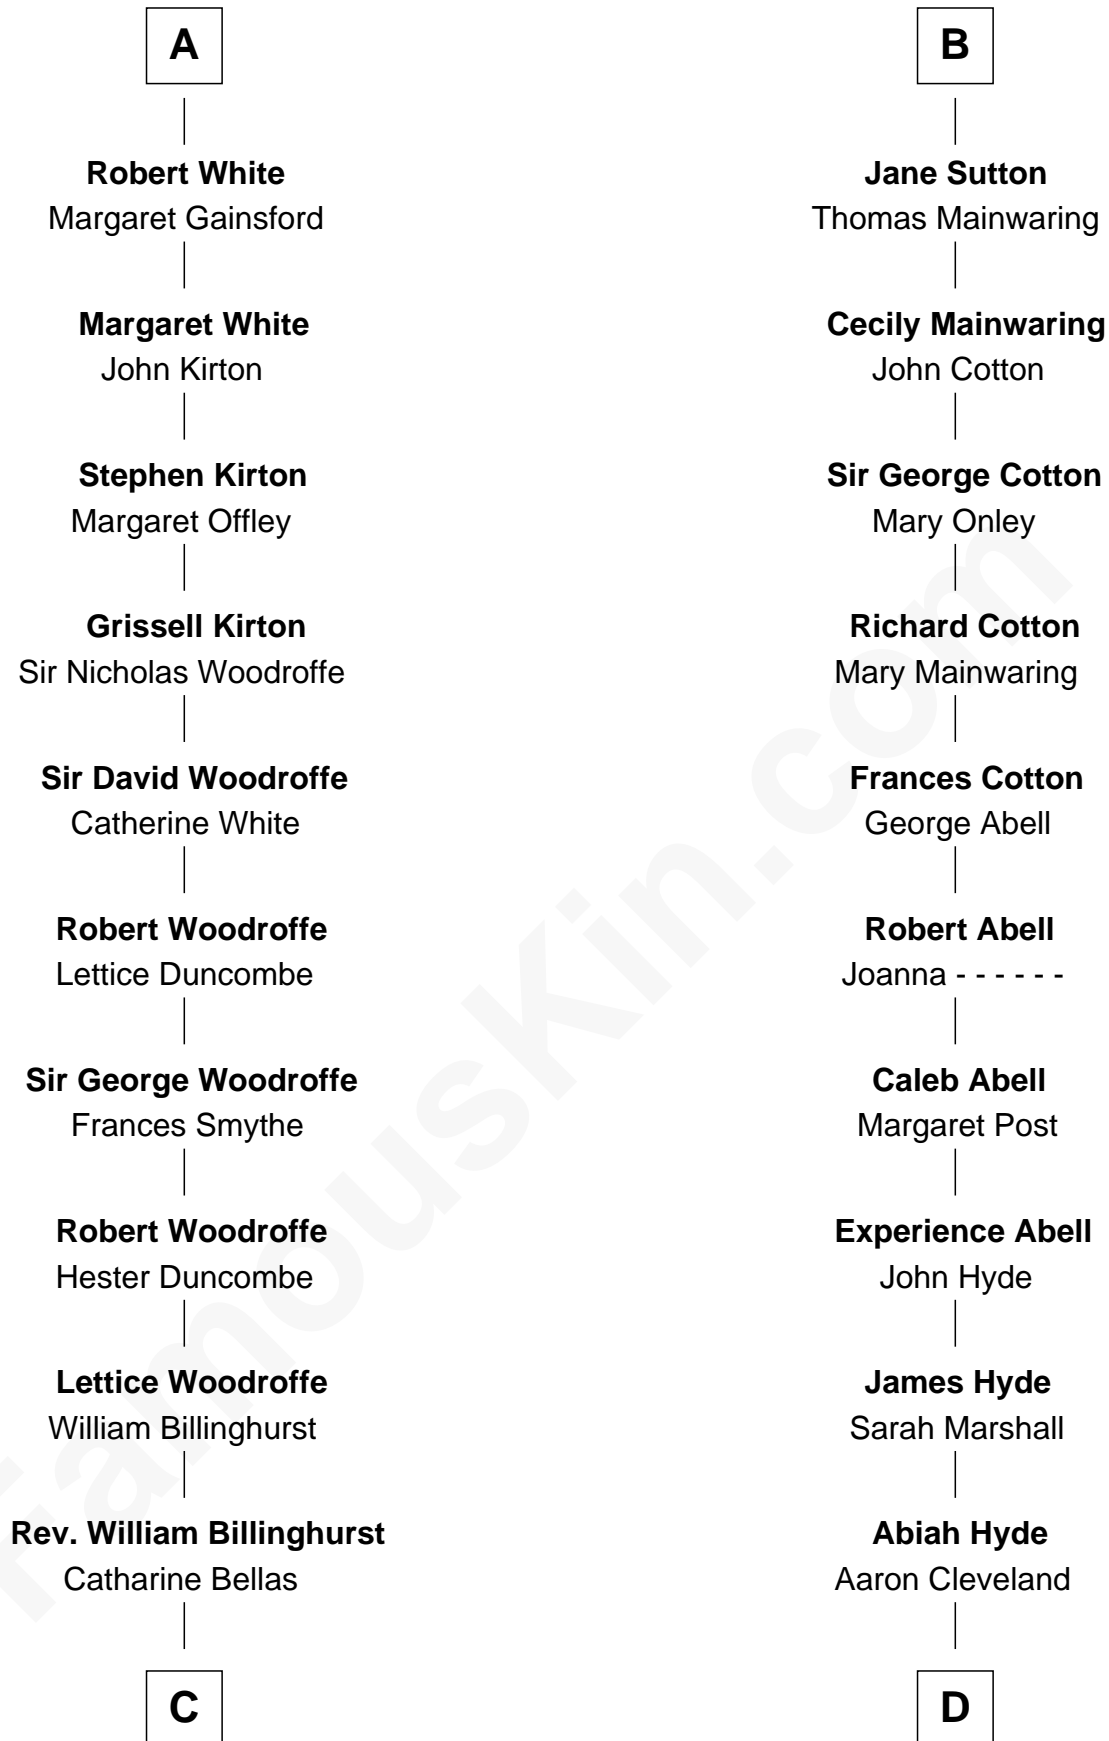 A
Robert White
Margaret Gainsford
Margaret White
John Kirton
Stephen Kirton
Margaret Offley
Grissell Kirton
Sir Nicholas Woodroffe
Sir David Woodroffe
Catherine White
Robert Woodroffe
Lettice Duncombe
Sir George Woodroffe
Frances Smythe
Robert Woodroffe
Hester Duncombe
Lettice Woodroffe
William Billinghurst
Rev. William Billinghurst
Catharine Bellas
C
B
Jane Sutton
Thomas Mainwaring
Cecily Mainwaring
John Cotton
Sir George Cotton
Mary Onley
Richard Cotton
Mary Mainwaring
Frances Cotton
George Abell
Robert Abell
Joanna - - - - - -
Caleb Abell
Margaret Post
Experience Abell
John Hyde
James Hyde
Sarah Marshall
Abiah Hyde
Aaron Cleveland
D
FamousKin.com